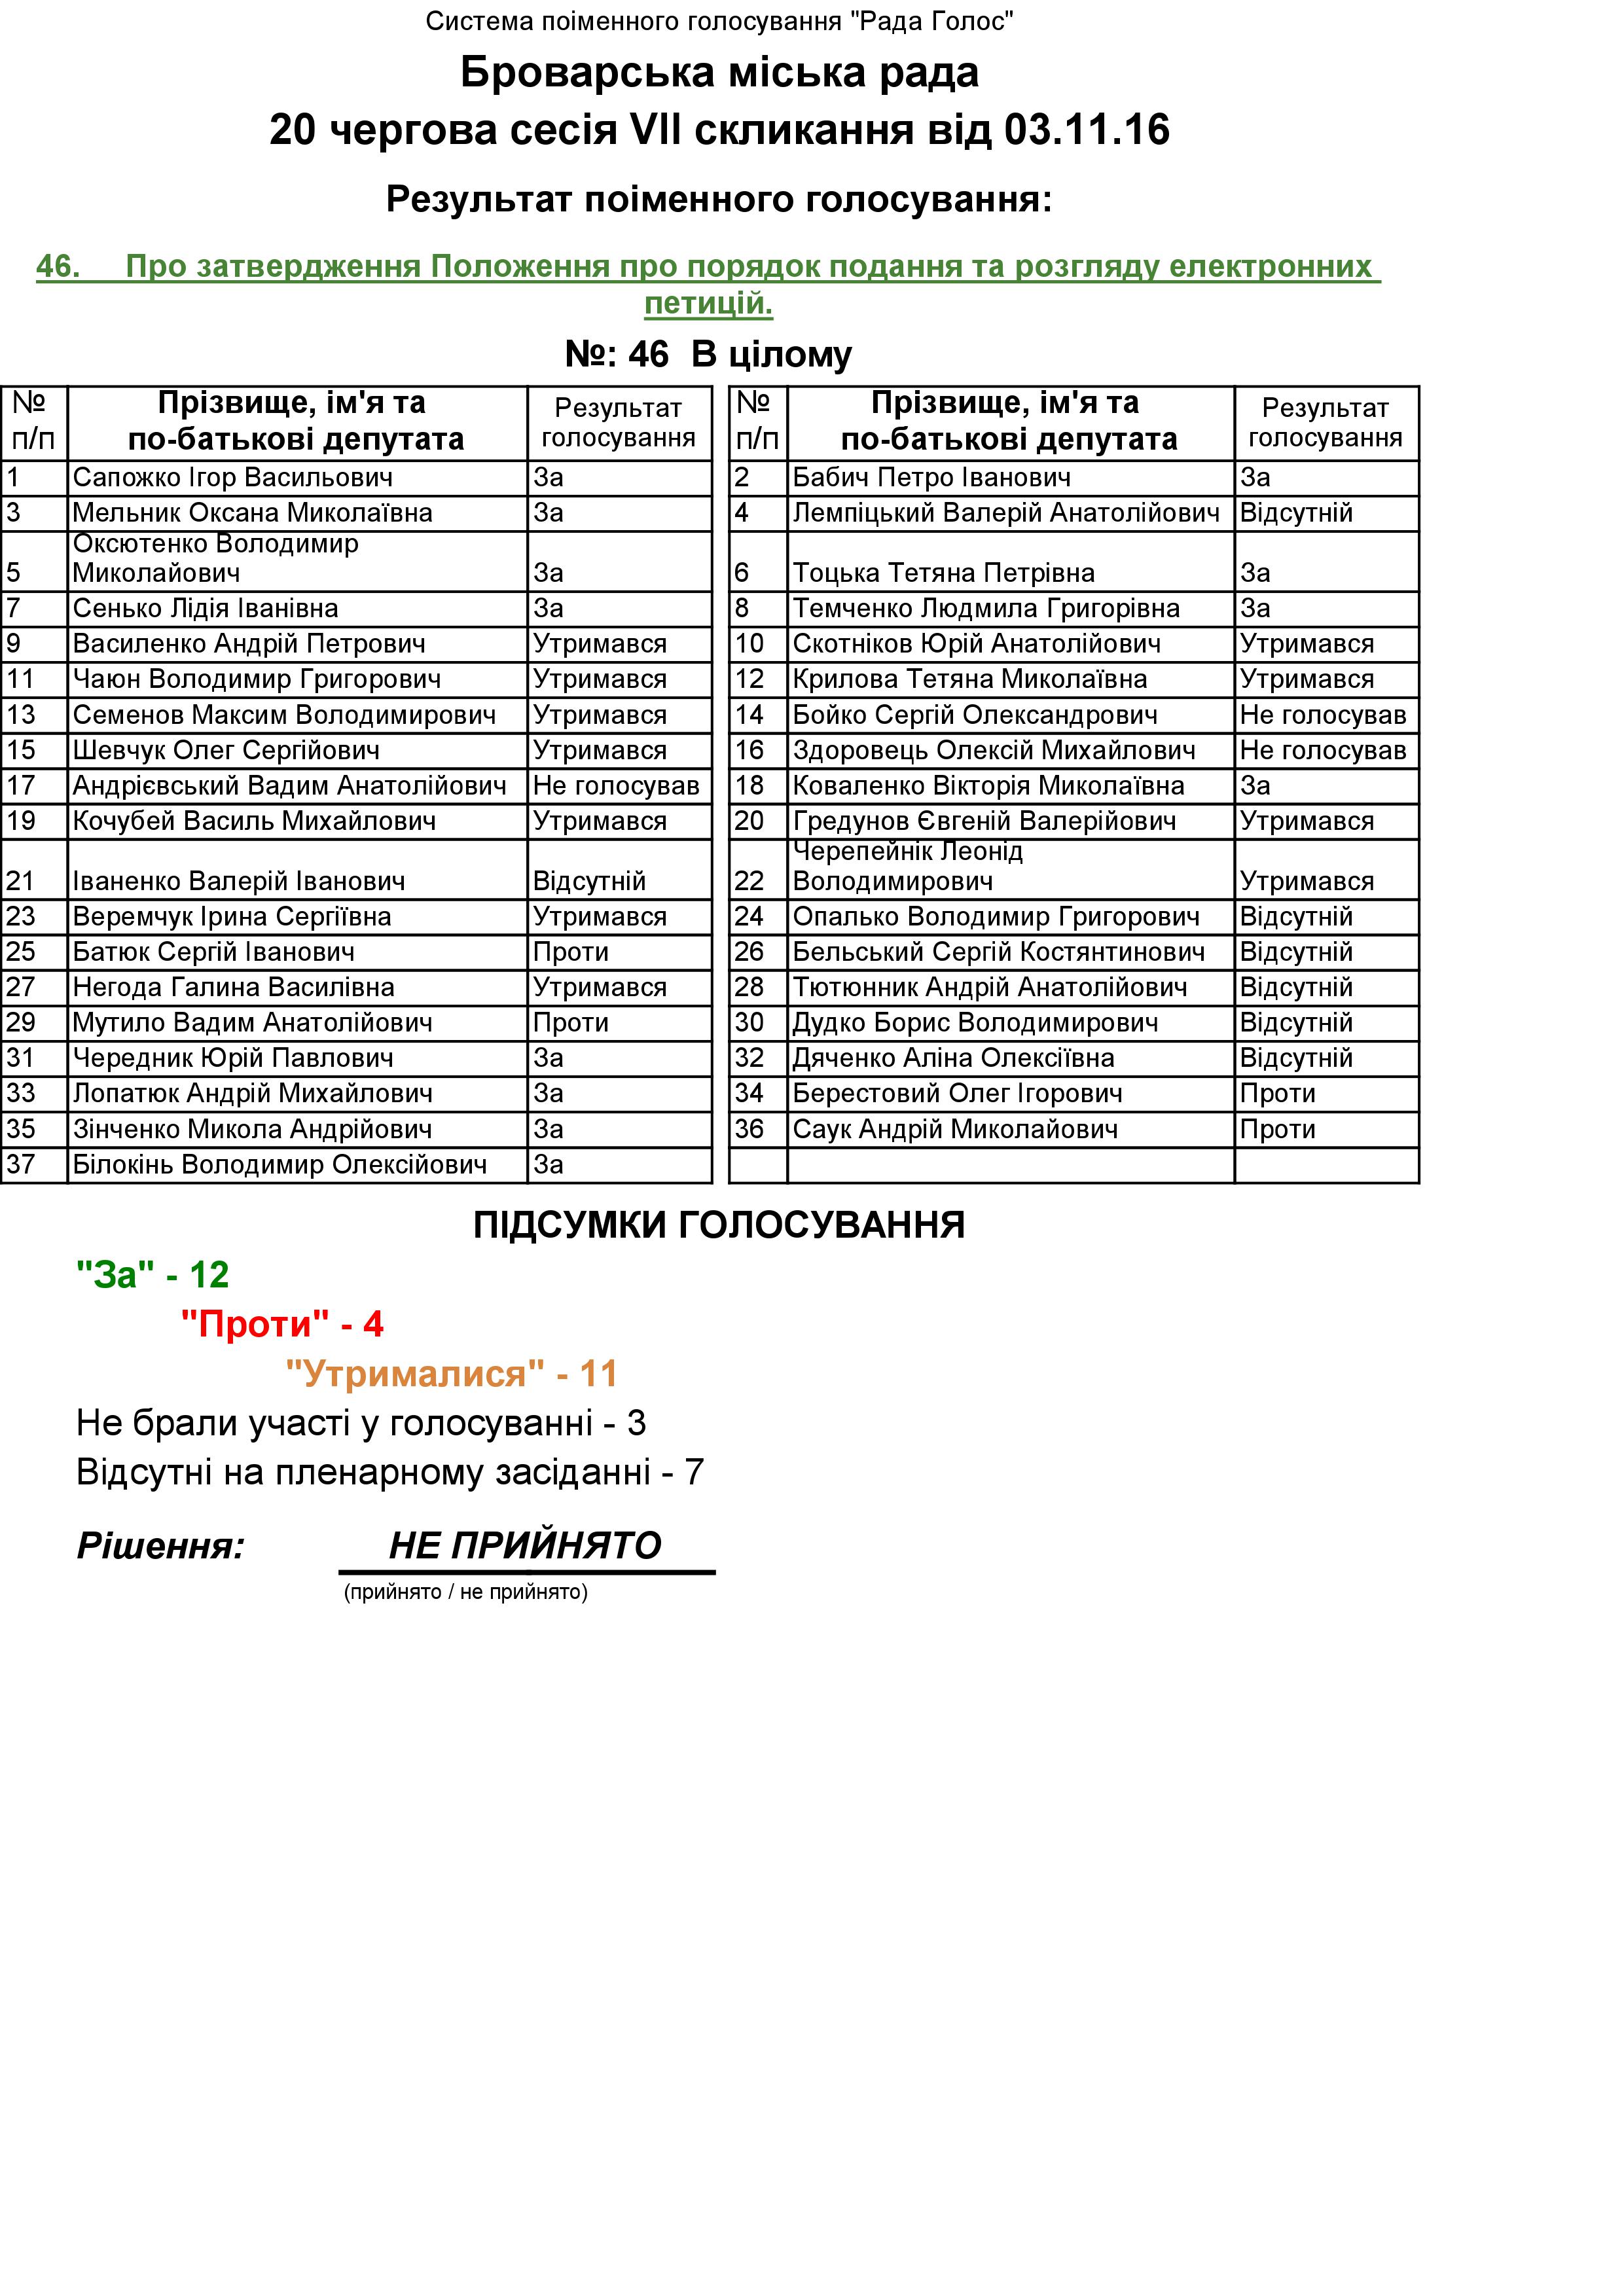 Система поіменного голосування "Рада Голос"
Броварська міська рада
20 чергова сесія VII скликання від 03.11.16
Результат поіменного голосування:
46. Про затвердження Положення про порядок подання та розгляду електронних
петицій.
№: 46 В цілому
№ п/п Прізвище, ім'я та по-батькові депутата Результат голосування № п/п Прізвище, ім'я та по-батькові депутата Результат голосування
1 Сапожко Ігор Васильович За 2 Бабич Петро Іванович За
3 Мельник Оксана Миколаївна За 4 Лемпіцький Валерій Анатолійович Відсутній
5 Оксютенко Володимир Миколайович За 6 Тоцька Тетяна Петрівна За
7 Сенько Лідія Іванівна За 8 Темченко Людмила Григорівна За
9 Василенко Андрій Петрович Утримався 10 Скотніков Юрій Анатолійович Утримався
11 Чаюн Володимир Григорович Утримався 12 Крилова Тетяна Миколаївна Утримався
13 Семенов Максим Володимирович Утримався 14 Бойко Сергій Олександрович Не голосував
15 Шевчук Олег Сергійович Утримався 16 Здоровець Олексій Михайлович Не голосував
17 Андрієвський Вадим Анатолійович Не голосував 18 Коваленко Вікторія Миколаївна За
19 Кочубей Василь Михайлович Утримався 20 Гредунов Євгеній Валерійович Утримався
21 Іваненко Валерій Іванович Відсутній 22 Черепейнік Леонід Володимирович Утримався
23 Веремчук Ірина Сергіївна Утримався 24 Опалько Володимир Григорович Відсутній
25 Батюк Сергій Іванович Проти 26 Бельський Сергій Костянтинович Відсутній
27 Негода Галина Василівна Утримався 28 Тютюнник Андрій Анатолійович Відсутній
29 Мутило Вадим Анатолійович Проти 30 Дудко Борис Володимирович Відсутній
31 Чередник Юрій Павлович За 32 Дяченко Аліна Олексіївна Відсутній
33 Лопатюк Андрій Михайлович За 34 Берестовий Олег Ігорович Проти
35 Зінченко Микола Андрійович За 36 Саук Андрій Миколайович Проти
37 Білокінь Володимир Олексійович За
ПІДСУМКИ ГОЛОСУВАННЯ
"За" - 12
"Проти" - 4
"Утрималися" - 11
Не брали участі у голосуванні - 3
Відсутні на пленарному засіданні - 7
Рішення: НЕ ПРИЙНЯТО
(прийнято / не прийнято)